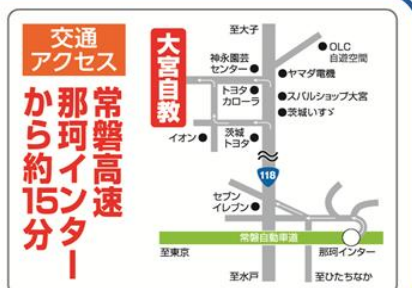 交通
アクセス
常磐高速
那珂インター
から約15分
大宮自教
至大子
OLC
自遊空間
神永園芸
センター
ヤマダ電機
トヨタ
カローラ
スバルショップ大宮
茨城いすゞ
イオン
茨城
トヨタ
118
セブン
イレブン
常磐自動車道
至東京
那珂インター
至水戸
至ひたちなか